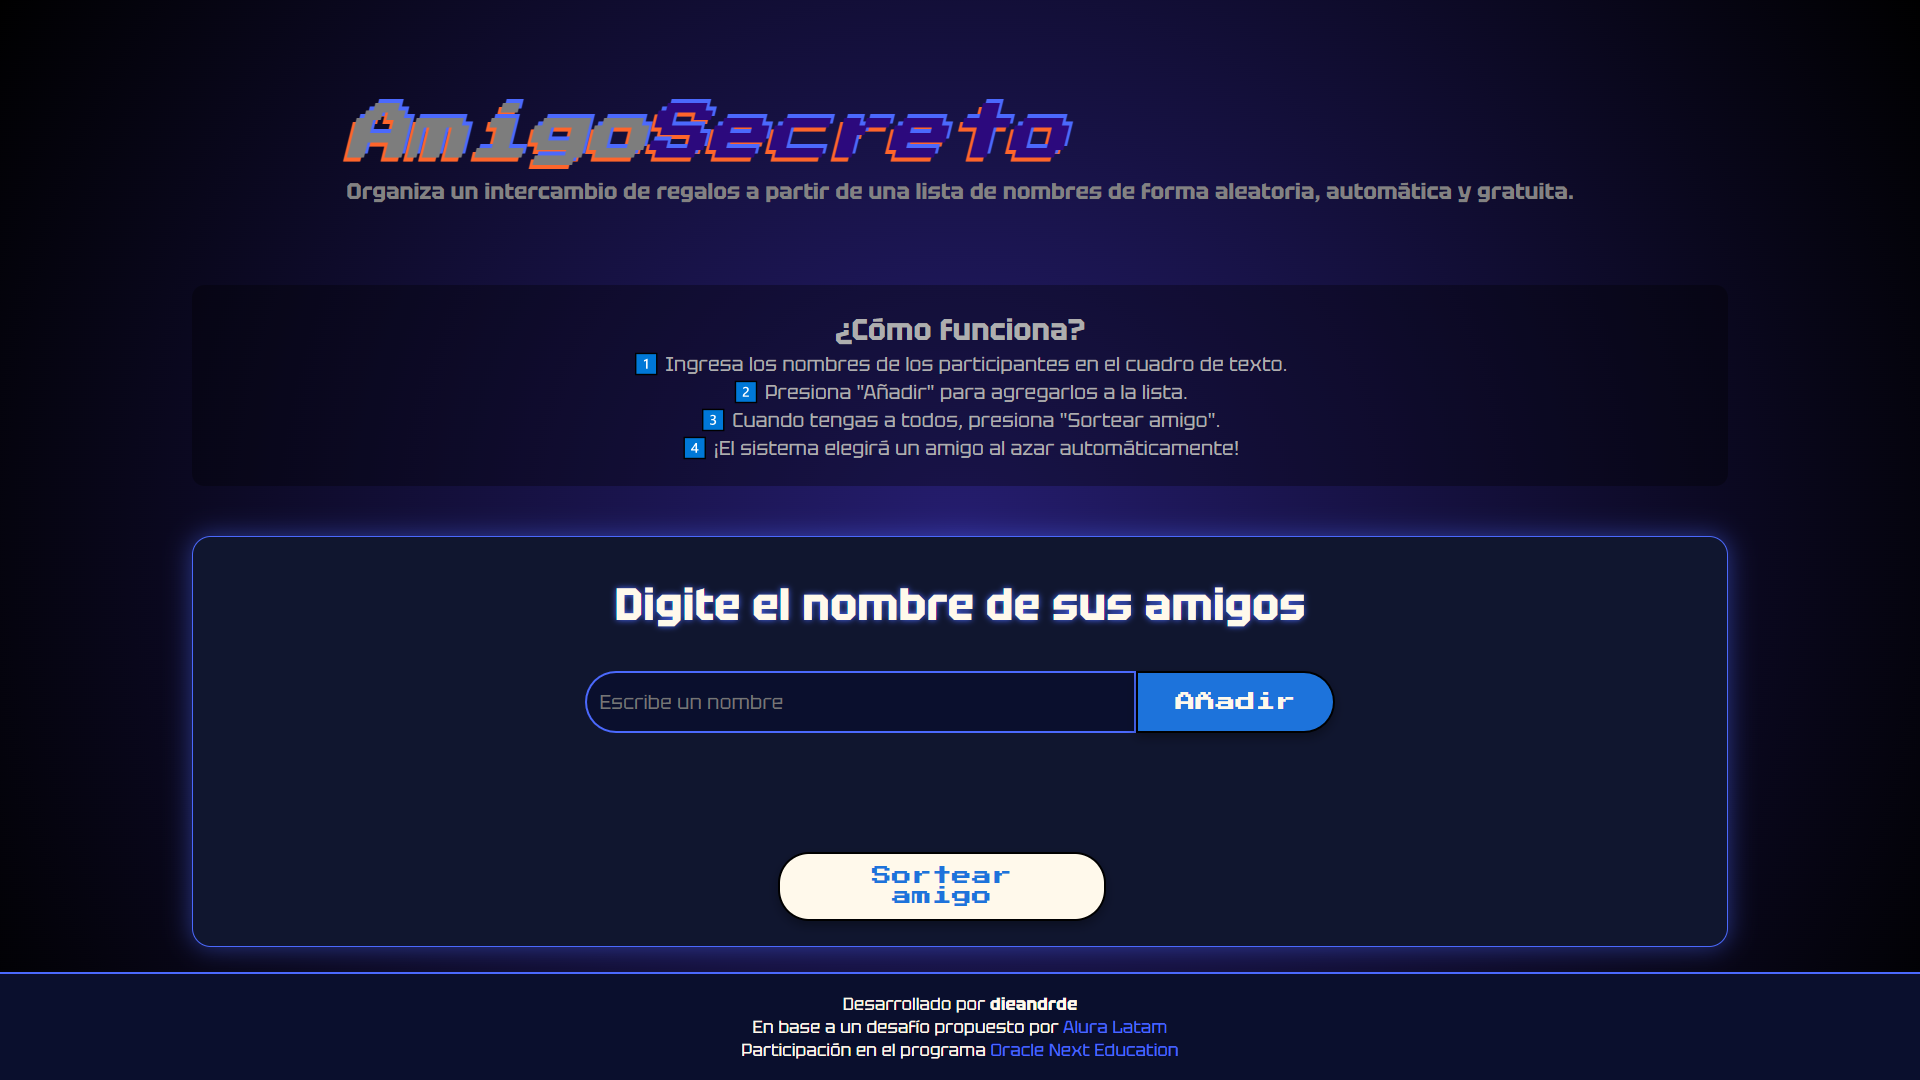 AmigoSecreto
Organiza un intercambio de regalos a partir de una lista de nombres de forma aleatoria, automática y gratuita.
¿Cómo funciona?
1 Ingresa los nombres de los participantes en el cuadro de texto.
2 Presiona "Añadir" para agregarlos a la lista.
3 Cuando tengas a todos, presiona "Sortear amigo".
4 ¡El sistema elegirá un amigo al azar automáticamente!
Digite el nombre de sus amigos
Escribe un nombre
Añadir
Sortear
amigo
Desarrollado por dieandrde
En base a un desafío propuesto por Alura Latam
Participación en el programa Oracle Next Education